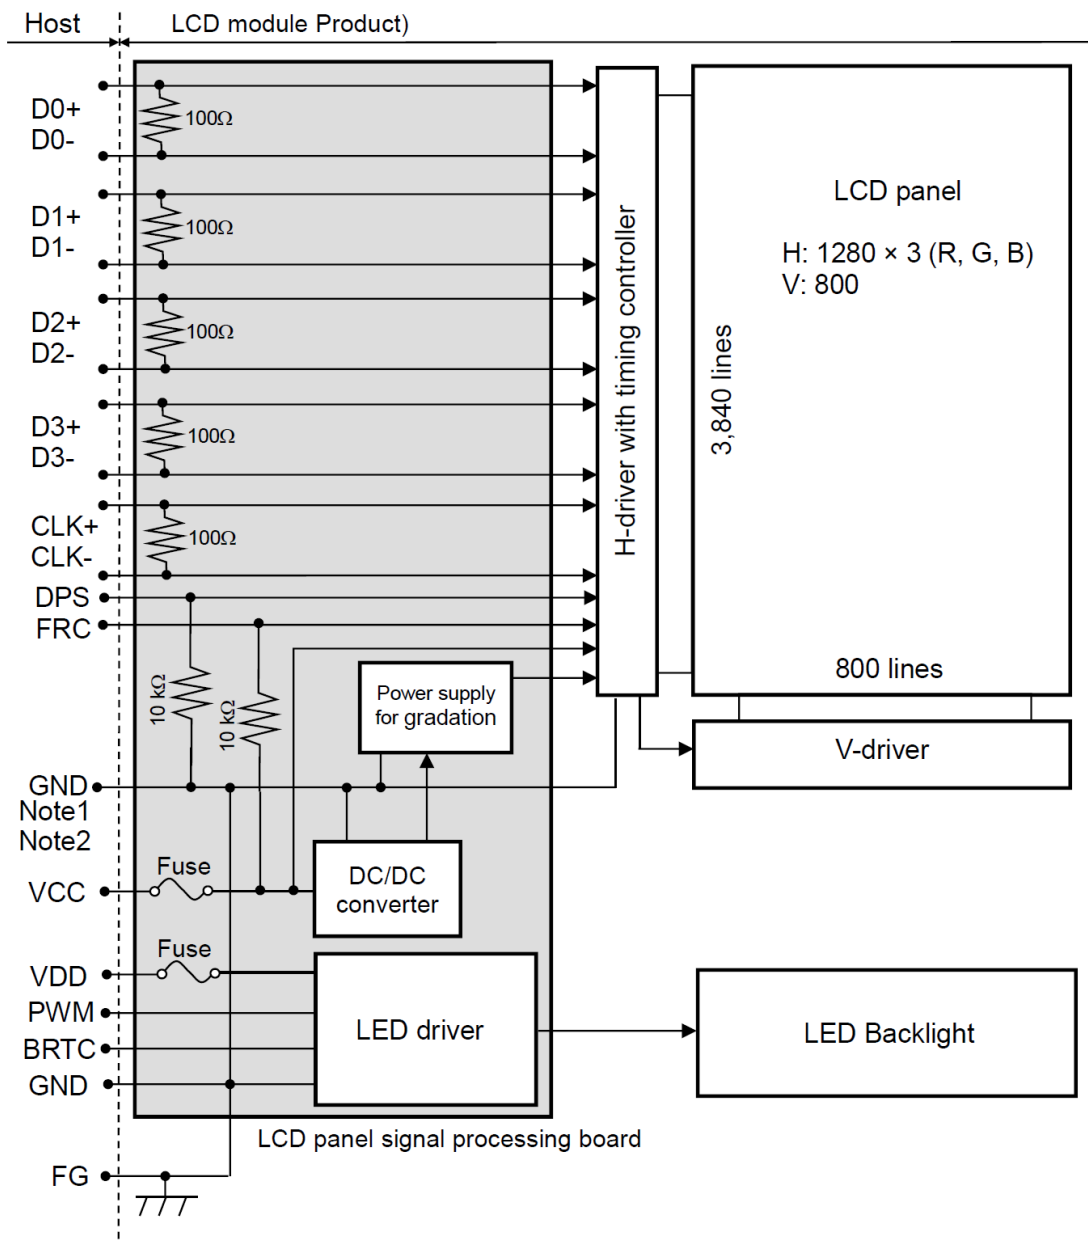 Host
LCD module Product)
D0+
D0-
100Ω
D1+
D1-
100Ω
D2+
D2-
100Ω
D3+
D3-
100Ω
CLK+
CLK-
100Ω
DPS
FRC
10 kΩ
10 kΩ
Power supply
for gradation
H-driver with timing controller
LCD panel
H: 1280 × 3 (R, G, B)
V: 800
3,840 lines
800 lines
V-driver
GND
Note1
Note2
VCC
Fuse
DC/DC
converter
VDD
Fuse
PWM
BRTC
GND
LED driver
LED Backlight
LCD panel signal processing board
FG